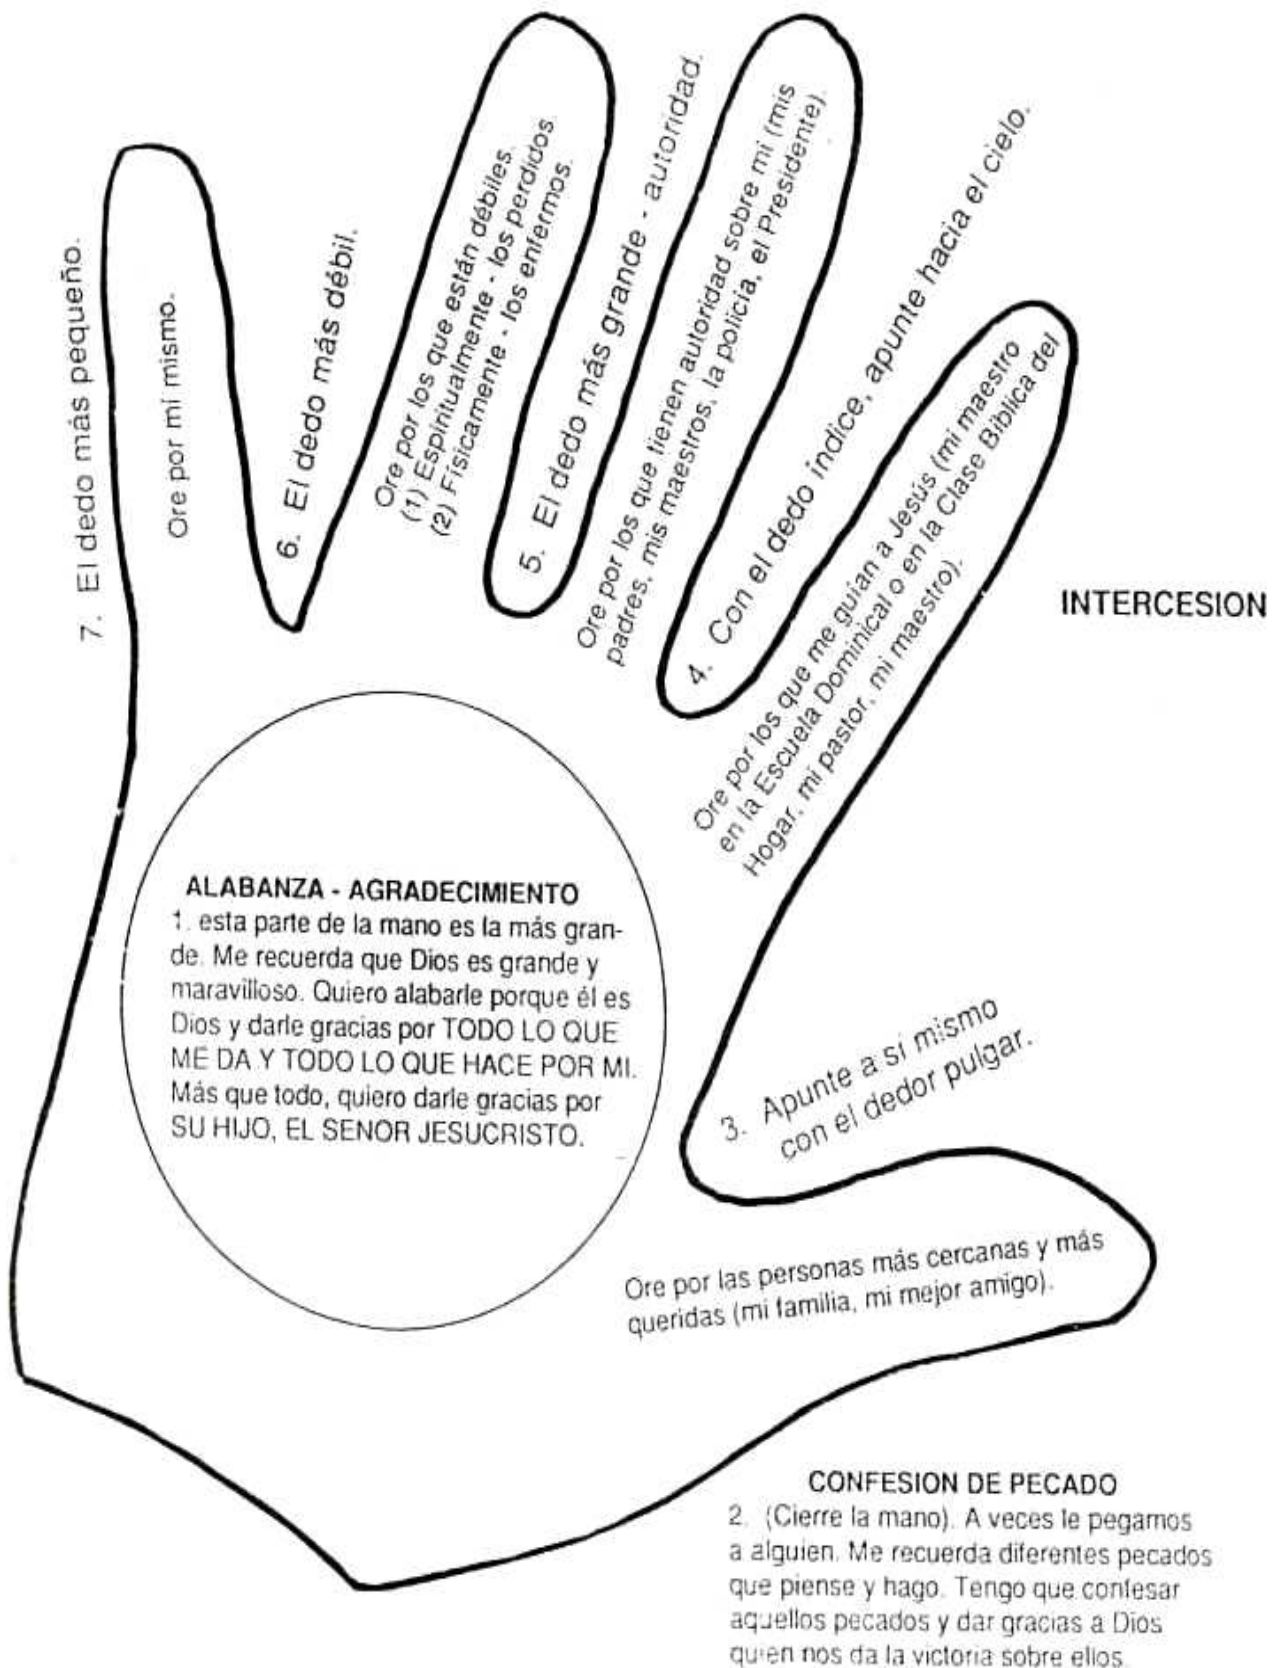 ALABANZA - AGRADECIMIENTO
1. esta parte de la mano es la más gran-
de. Me recuerda que Dios es grande y
maravilloso. Quiero alabarle porque él es
Dios y darle gracias por TODO LO QUE
ME DA Y TODO LO QUE HACE POR MI.
Más que todo, quiero darle gracias por
SU HIJO, EL SENOR JESUCRISTO.
CONFESION DE PECADO
2. (Cierre la mano). A veces le pegamos
a alguien. Me recuerda diferentes pecados
que piense y hago. Tengo que confesar
aquellos pecados y dar gracias a Dios
quien nos da la victoria sobre ellos.
INTERCESION
3. Apunte a sí mismo
con el dedor pulgar.
Ore por las personas más cercanas y más
queridas (mi familia, mi mejor amigo).
4. Con el dedo indice, apunte hacia el cielo.
Ore por los que me guían a Jesús (mi maestro
en la Escuela Dominical o en la Clase Bíblica del
Hogar, mi pastor, mi maestro).
5. El dedo más grande - autoridad.
Ore por los que tienen autoridad sobre mi (mis
padres, mis maestros, la policía, el Presidente).
6. El dedo más débil.
Ore por los que están débiles.
(1) Espiritualmente - los perdidos.
(2) Físicamente - los enfermos.
7. El dedo más pequeño.
Ore por mí mismo.